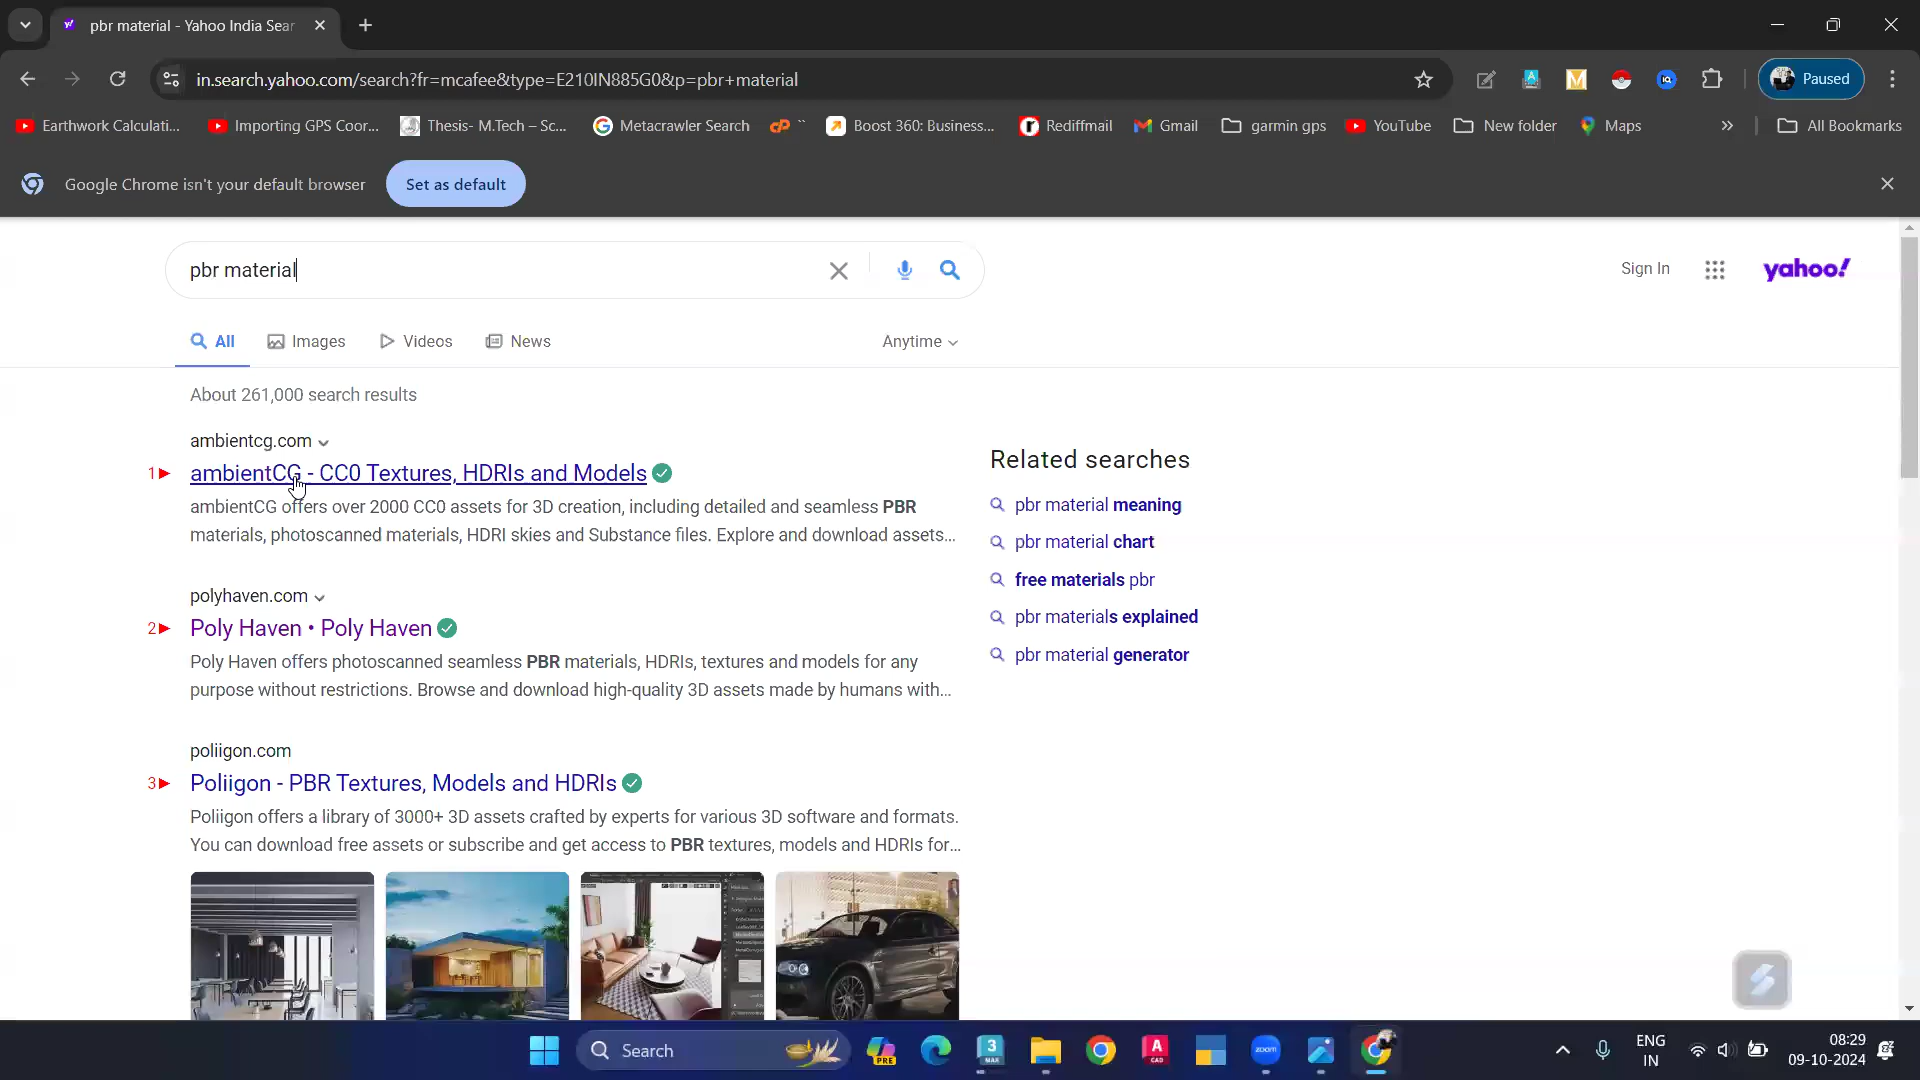 pbr material - Yahoo India Sear
in.search.yahoo.com/search?fr=mcafee&type=E210IN885G0&p=pbr+material
Paused
Earthwork Calculati...
Importing GPS Coor...
Thesis- M.Tech – Sc...
Metacrawler Search
Boost 360: Business...
Rediffmail
Gmail
garmin gps
YouTube
New folder
Maps
All Bookmarks
Google Chrome isn't your default browser
Set as default
pbr material
Sign In
yahoo!
All
Images
Videos
News
Anytime
About 261,000 search results
ambientcg.com
1 ambientCG - CC0 Textures, HDRIs and Models
ambientCG offers over 2000 CC0 assets for 3D creation, including detailed and seamless PBR
materials, photoscanned materials, HDRI skies and Substance files. Explore and download assets...
polyhaven.com
2 Poly Haven • Poly Haven
Poly Haven offers photoscanned seamless PBR materials, HDRIs, textures and models for any
purpose without restrictions. Browse and download high-quality 3D assets made by humans with...
poliigon.com
3 Poliigon - PBR Textures, Models and HDRIs
Poliigon offers a library of 3000+ 3D assets crafted by experts for various 3D software and formats.
You can download free assets or subscribe and get access to PBR textures, models and HDRIs for...
Related searches
pbr material meaning
pbr material chart
free materials pbr
pbr materials explained
pbr material generator
Search
PRE
3
MAX
A
CAD
zoom
ENG
IN
08:29
09-10-2024